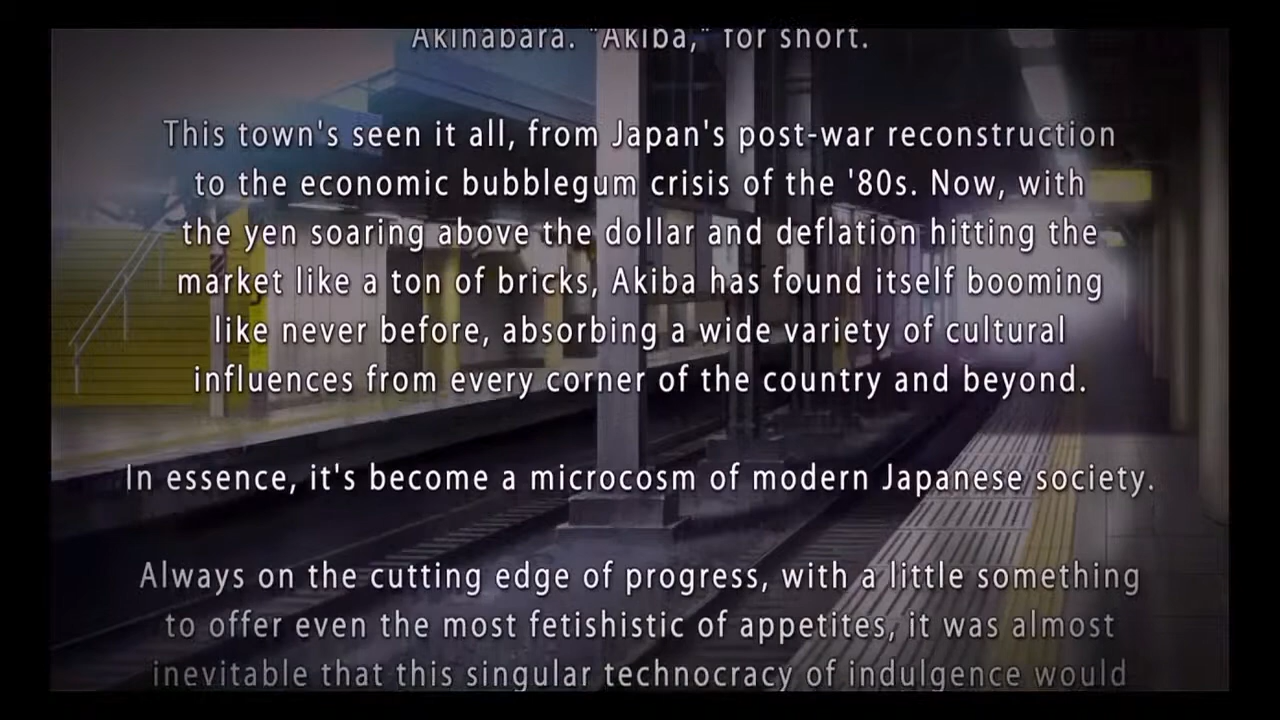 Akihabara. "Akiba," for short.
This town's seen it all, from Japan's post-war reconstruction
to the economic bubblegum crisis of the '80s. Now, with
the yen soaring above the dollar and deflation hitting the
market like a ton of bricks, Akiba has found itself booming
like never before, absorbing a wide variety of cultural
influences from every corner of the country and beyond.
In essence, it's become a microcosm of modern Japanese society.
Always on the cutting edge of progress, with a little something
to offer even the most fetishistic of appetites, it was almost
inevitable that this singular technocracy of indulgence would